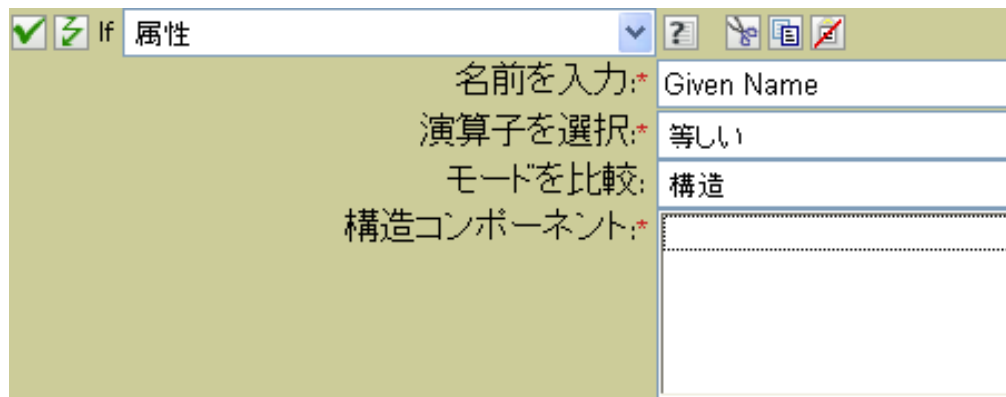 If 属性
名前を入力:* Given Name
演算子を選択:* 等しい
モードを比較: 構造
構造コンポーネント:*